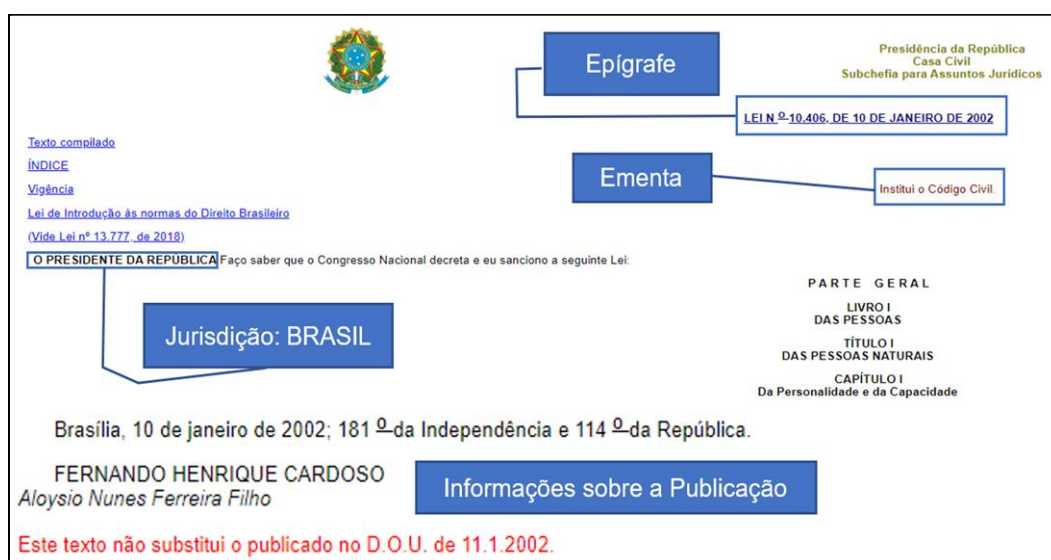 Epígrafe
Presidência da República
Casa Civil
Subchefia para Assuntos Jurídicos
LEI Nº 10.406, DE 10 DE JANEIRO DE 2002
Texto compilado
ÍNDICE
Vigência
Lei de Introdução às normas do Direito Brasileiro
(Vide Lei nº 13.777, de 2018)
Ementa
Institui o Código Civil.
O PRESIDENTE DA REPÚBLICA Faço saber que o Congresso Nacional decreta e eu sanciono a seguinte Lei:
Jurisdição: BRASIL
PARTE GERAL
LIVRO I
DAS PESSOAS
TÍTULO I
DAS PESSOAS NATURAIS
CAPÍTULO I
Da Personalidade e da Capacidade
Brasília, 10 de janeiro de 2002; 181 º da Independência e 114 º da República.
FERNANDO HENRIQUE CARDOSO
Aloysio Nunes Ferreira Filho
Informações sobre a Publicação
Este texto não substitui o publicado no D.O.U. de 11.1.2002.